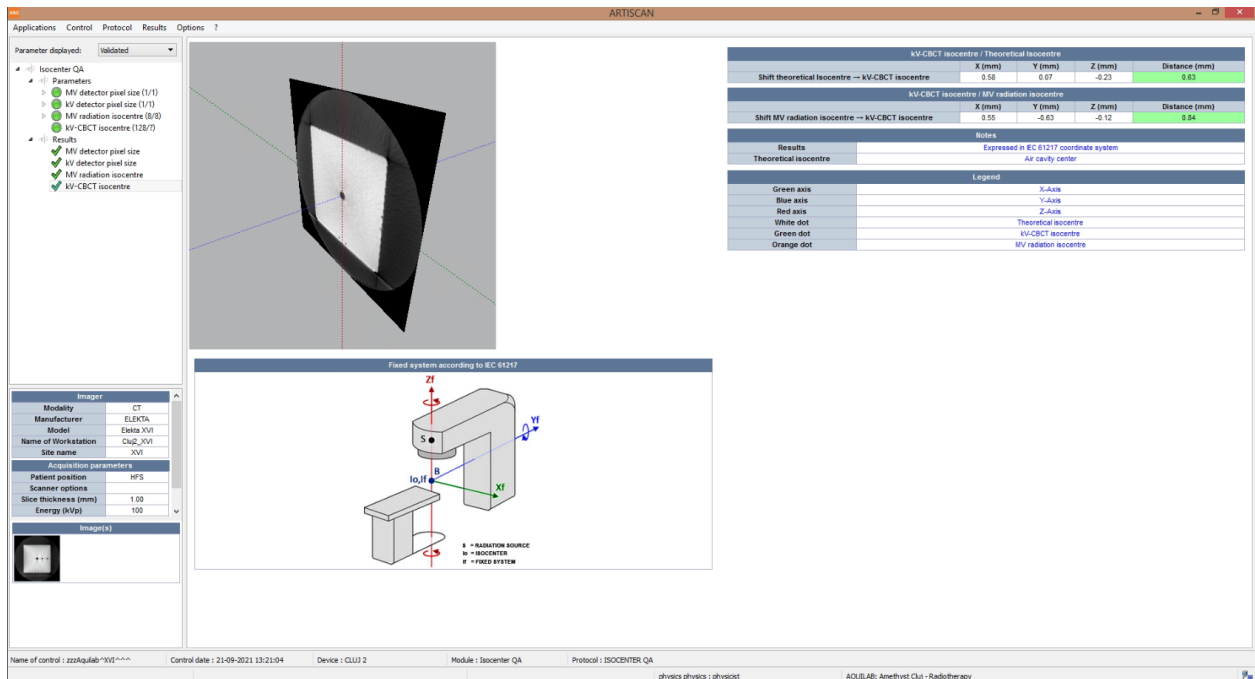 ARTISCAN
Applications Control Protocol Results Options ?
Parameter displayed: Validated
Isocenter QA
Parameters
MV detector pixel size (1/1)
kV detector pixel size (1/1)
MV radiation isocentre (8/8)
kV-CBCT isocentre (128/?)
Results
MV detector pixel size
kV detector pixel size
MV radiation isocentre
kV-CBCT isocentre
Imager
Modality CT
Manufacturer ELEKTA
Model Elekta XVI
Name of Workstation Cluj2_XVI
Site name XVI
Acquisition parameters
Patient position HFS
Scanner options
Slice thickness (mm) 1.00
Energy (kVp) 100
Image(s)
kV-CBCT isocentre / Theoretical Isocentre
X (mm) Y (mm) Z (mm) Distance (mm)
Shift theoretical Isocentre → kV-CBCT isocentre 0.58 0.07 -0.23 0.63
kV-CBCT isocentre / MV radiation isocentre
X (mm) Y (mm) Z (mm) Distance (mm)
Shift MV radiation isocentre → kV-CBCT isocentre 0.55 -0.63 -0.12 0.84
Notes
Results Expressed in IEC 61217 coordinate system
Theoretical isocentre Air cavity center
Legend
Green axis X-Axis
Blue axis Y-Axis
Red axis Z-Axis
White dot Theoretical isocentre
Green dot kV-CBCT isocentre
Orange dot MV radiation isocentre
Fixed system according to IEC 61217
Zf
Yf
S
B
Io,If
Xf
S = RADIATION SOURCE
Io = ISOCENTER
If = FIXED SYSTEM
Name of control : zzzAquilab^XVI^^^ Control date : 21-09-2021 13:21:04 Device : CLUJ 2 Module : Isocenter QA Protocol : ISOCENTER QA
physics physics : physicist AQUILAB: Amethyst Cluj - Radiotherapy